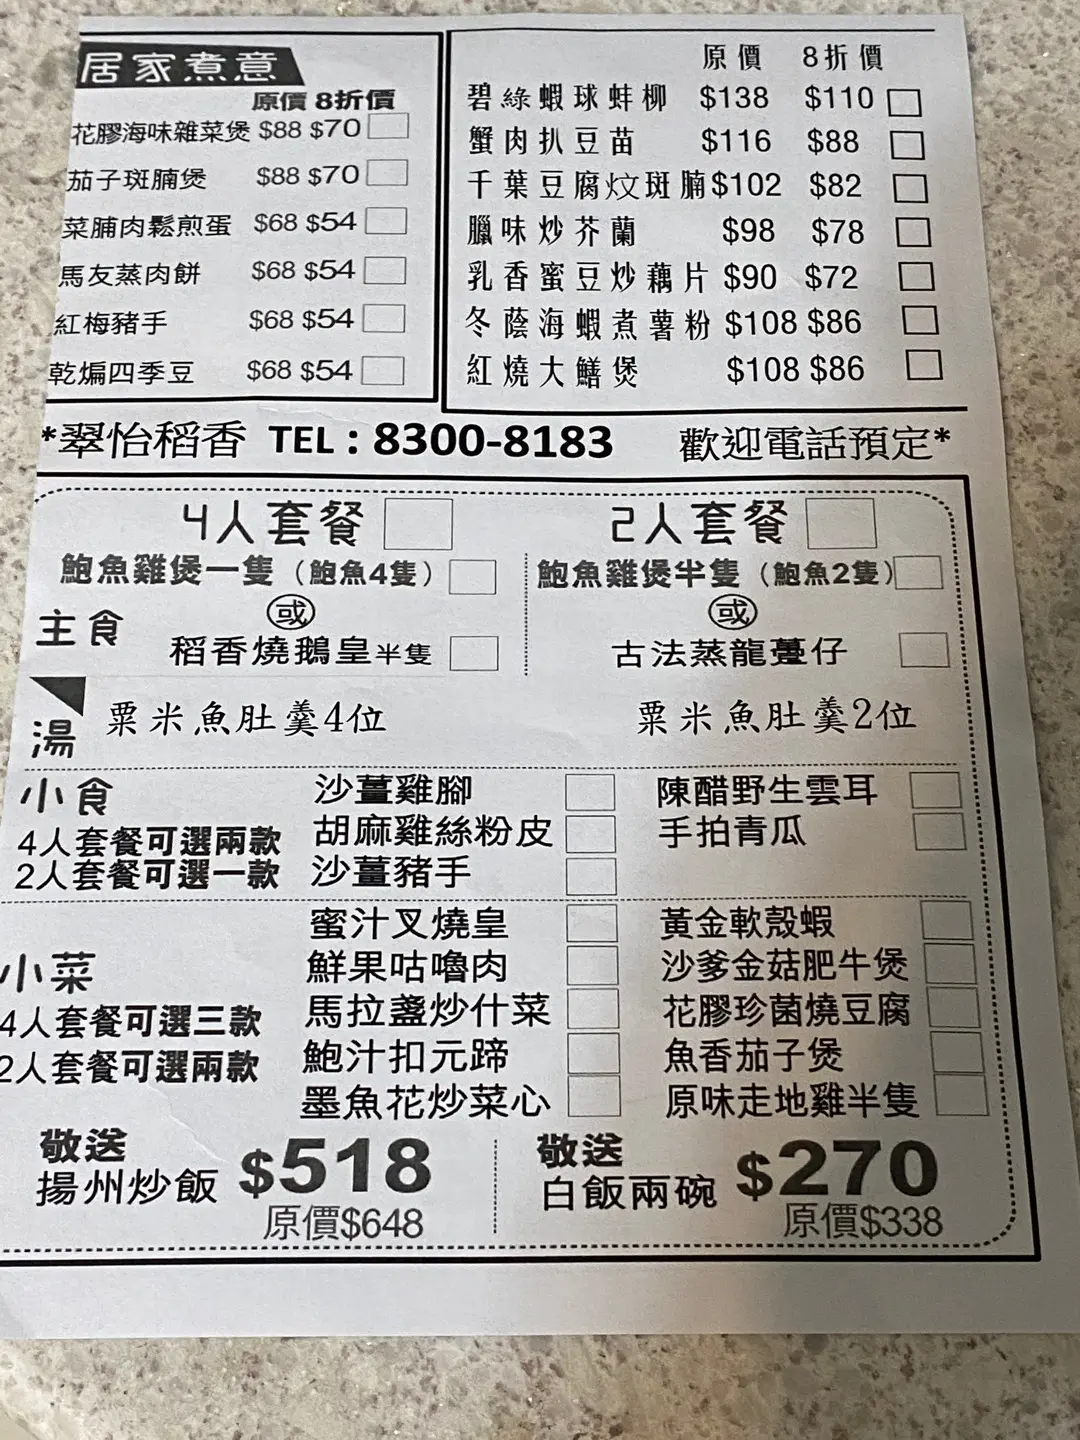 居家煮意
原價 8折價
花膠海味雜菜煲 $88 $70
茄子斑腩煲 $88 $70
菜脯肉鬆煎蛋 $68 $54
馬友蒸肉餅 $68 $54
紅梅豬手 $68 $54
乾煸四季豆 $68 $54
原價 8折價
碧綠蝦球蚌柳 $138 $110
蟹肉扒豆苗 $116 $88
千葉豆腐炆斑腩 $102 $82
臘味炒芥蘭 $98 $78
乳香蜜豆炒藕片 $90 $72
冬蔭海蝦煮薯粉 $108 $86
紅燒大鱔煲 $108 $86
*翠怡稻香 TEL : 8300-8183 歡迎電話預定*
4人套餐
2人套餐
主食
鮑魚雞煲一隻 (鮑魚4隻)
或
稻香燒鵝皇半隻
鮑魚雞煲半隻 (鮑魚2隻)
或
古法蒸龍躉仔
湯
粟米魚肚羹4位
粟米魚肚羹2位
小食
4人套餐可選兩款
2人套餐可選一款
沙薑雞腳
胡麻雞絲粉皮
沙薑豬手
陳醋野生雲耳
手拍青瓜
小菜
4人套餐可選三款
2人套餐可選兩款
蜜汁叉燒皇
鮮果咕嚕肉
馬拉盞炒什菜
鮑汁扣元蹄
墨魚花炒菜心
黃金軟殼蝦
沙爹金菇肥牛煲
花膠珍菌燒豆腐
魚香茄子煲
原味走地雞半隻
敬送
揚州炒飯
$518
原價$648
敬送
白飯兩碗
$270
原價$338